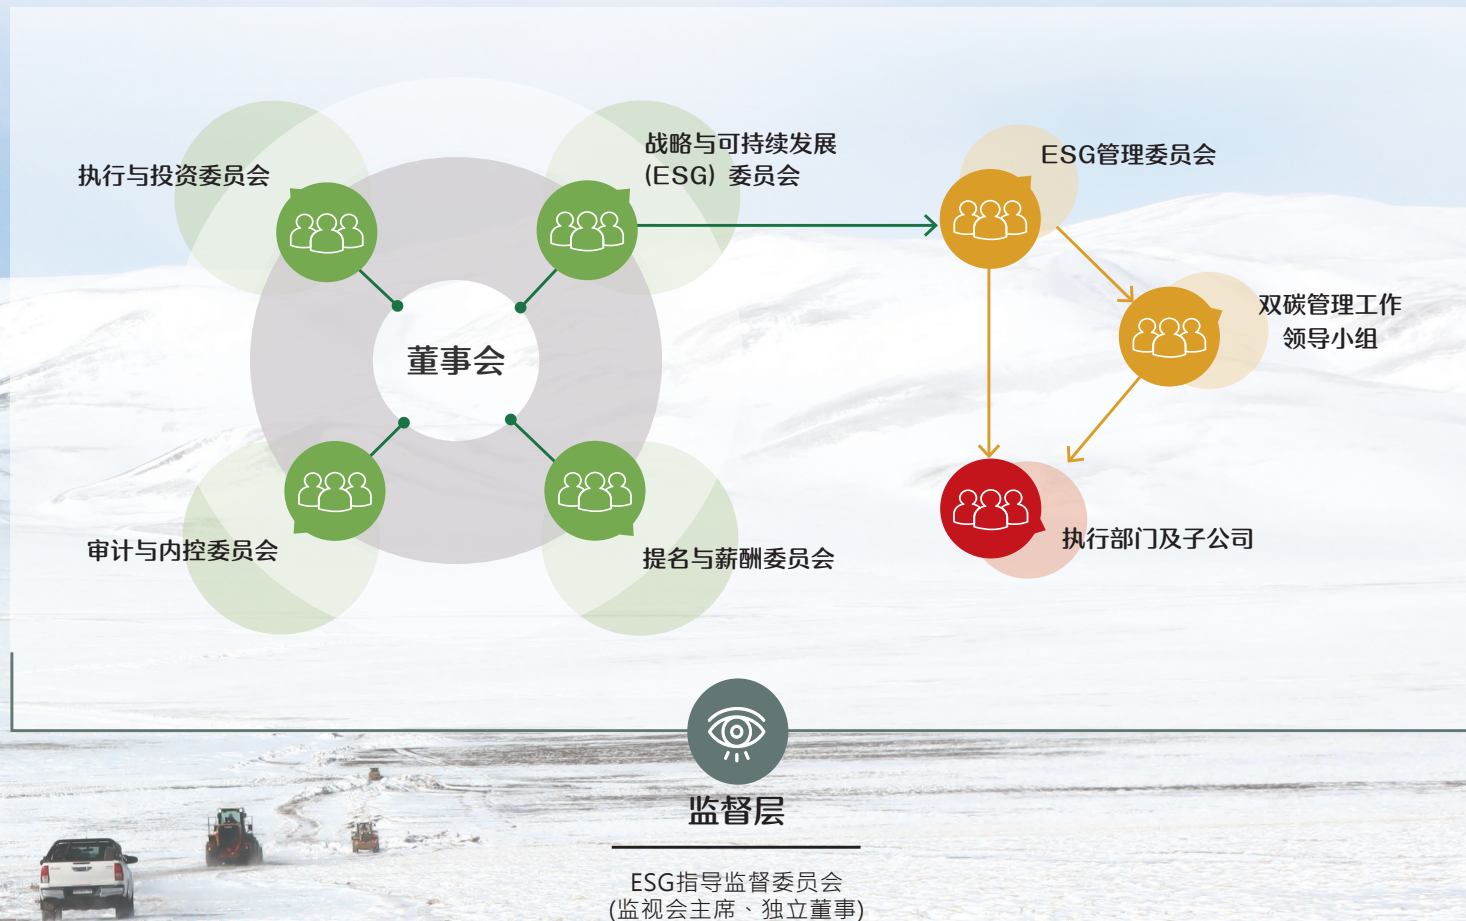 执行与投资委员会
战略与可持续发展
(ESG) 委员会
ESG管理委员会
双碳管理工作
领导小组
董事会
审计与内控委员会
提名与薪酬委员会
执行部门及子公司
监督层
ESG指导监督委员会
(监视会主席、独立董事)